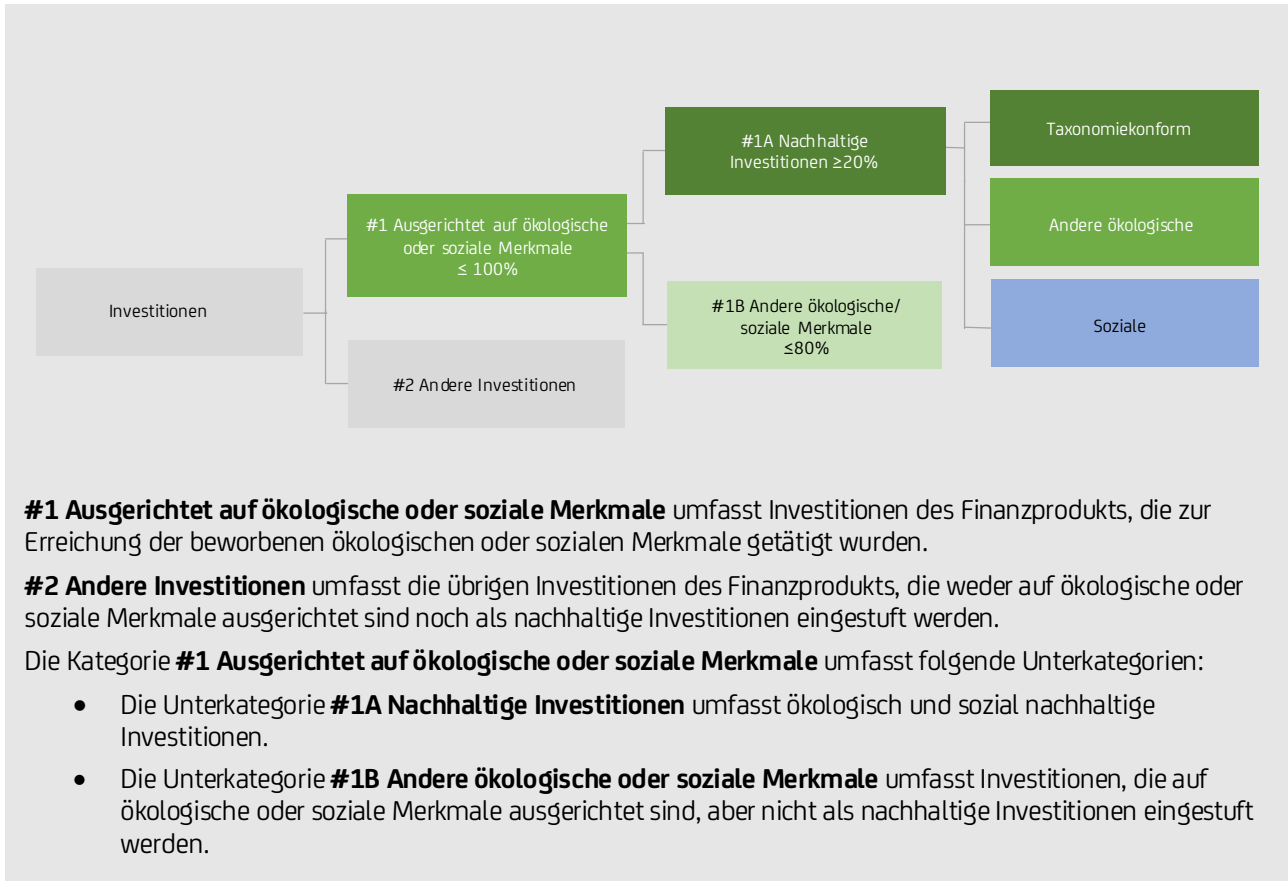 Taxonomiekonform
#1A Nachhaltige
Investitionen ≥20%
#1 Ausgerichtet auf ökologische
oder soziale Merkmale
≤ 100%
Andere ökologische
Investitionen
#1B Andere ökologische/
soziale Merkmale
≤80%
Soziale
#2 Andere Investitionen
#1 Ausgerichtet auf ökologische oder soziale Merkmale umfasst Investitionen des Finanzprodukts, die zur
Erreichung der beworbenen ökologischen oder sozialen Merkmale getätigt wurden.
#2 Andere Investitionen umfasst die übrigen Investitionen des Finanzprodukts, die weder auf ökologische oder
soziale Merkmale ausgerichtet sind noch als nachhaltige Investitionen eingestuft werden.
Die Kategorie #1 Ausgerichtet auf ökologische oder soziale Merkmale umfasst folgende Unterkategorien:
• Die Unterkategorie #1A Nachhaltige Investitionen umfasst ökologisch und sozial nachhaltige
Investitionen.
• Die Unterkategorie #1B Andere ökologische oder soziale Merkmale umfasst Investitionen, die auf
ökologische oder soziale Merkmale ausgerichtet sind, aber nicht als nachhaltige Investitionen eingestuft
werden.